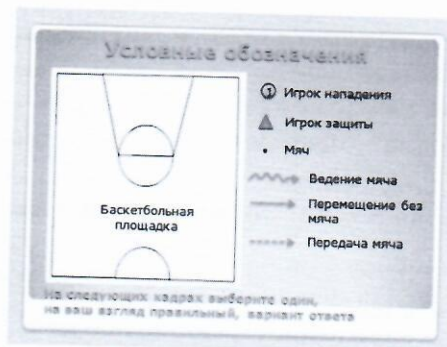 Условные обозначения
1 Игрок нападения
Игрок защиты
Мяч
Ведение мяча
Перемещение без
мяча
Передача мяча
Баскетбольная
площадка
На следующих кадрах выберите один,
на ваш взгляд правильный, вариант ответа